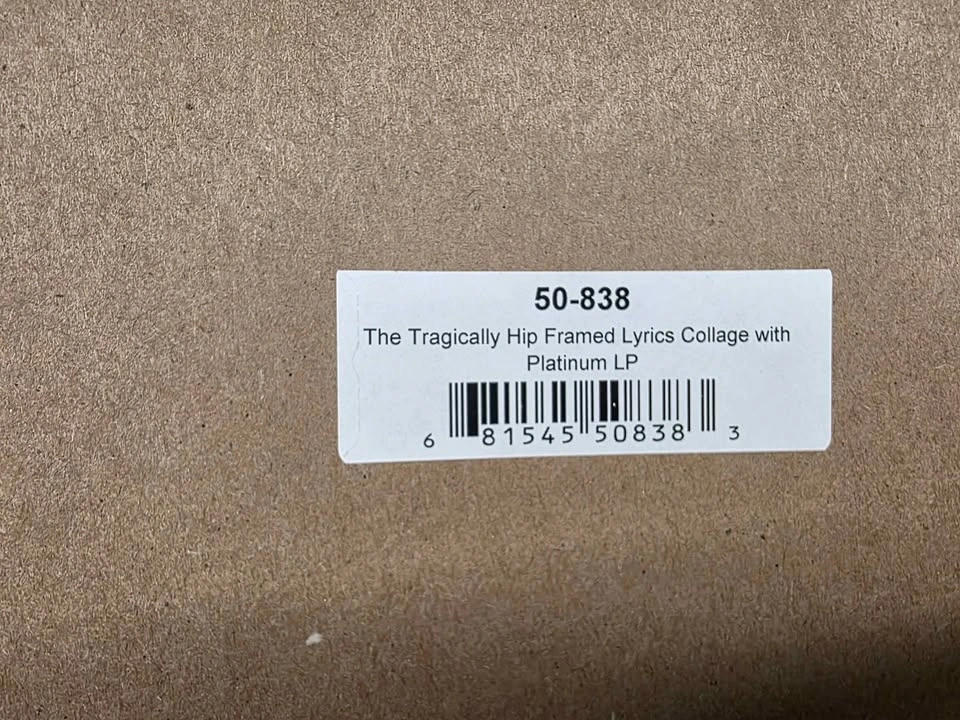 50-838
The Tragically Hip Framed Lyrics Collage with
Platinum LP
6 81545 50838 3